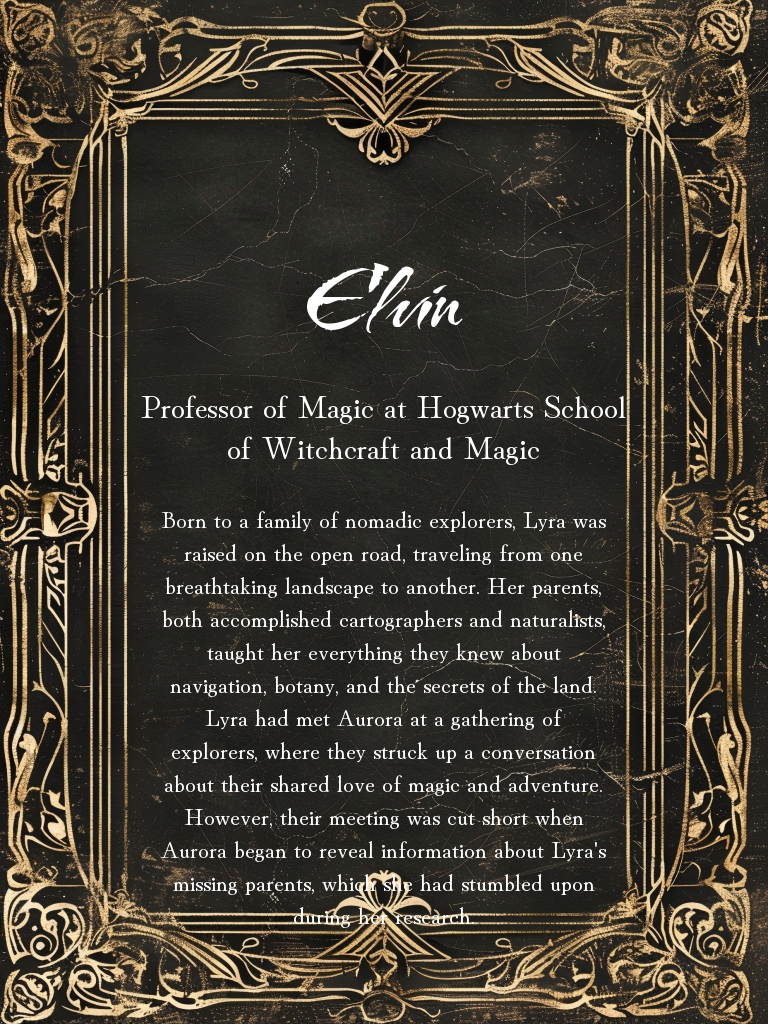 Elvin
Professor of Magic at Hogwarts School
of Witchcraft and Magic
Born to a family of nomadic explorers, Lyra was
raised on the open road, traveling from one
breathtaking landscape to another. Her parents,
both accomplished cartographers and naturalists,
taught her everything they knew about
navigation, botany, and the secrets of the land.
Lyra had met Aurora at a gathering of
explorers, where they struck up a conversation
about their shared love of magic and adventure.
However, their meeting was cut short when
Aurora began to reveal information about Lyra's
missing parents, which she had stumbled upon
during her research.